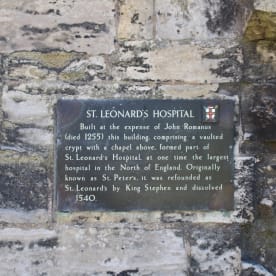 ST. LEONARD'S HOSPITAL
Built at the expense of John Romanus
(died 1255) this building, comprising a vaulted
crypt with a chapel above, formed part of
St. Leonard's Hospital, at one time the largest
hospital in the North of England. Originally
known as St. Peter's, it was refounded as
St. Leonard's by King Stephen and dissolved
1540.